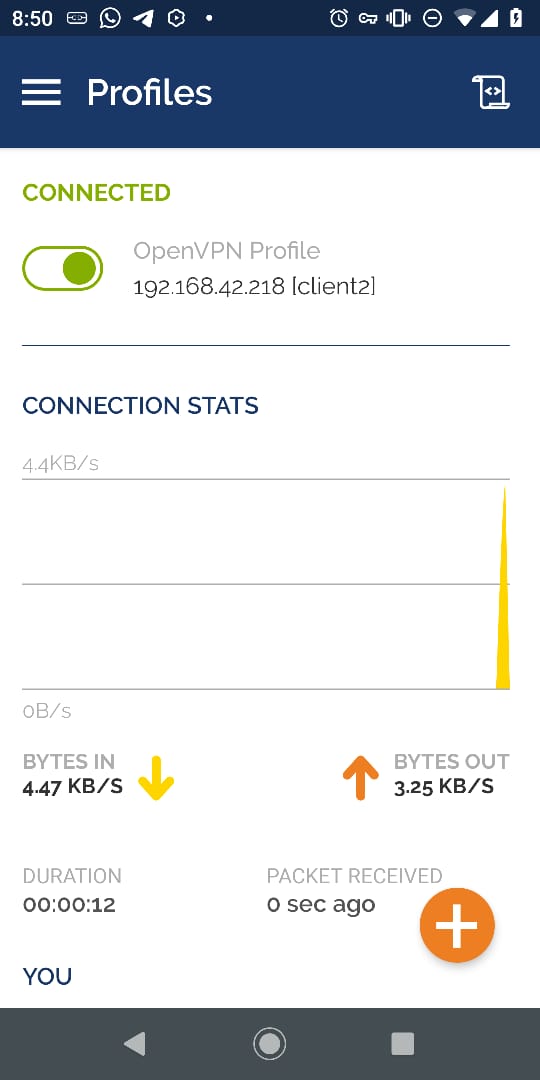 8:50
Profiles
CONNECTED
OpenVPN Profile
192.168.42.218 [client2]
CONNECTION STATS
4.4KB/s
0B/s
BYTES IN
4.47 KB/S
BYTES OUT
3.25 KB/S
DURATION
00:00:12
PACKET RECEIVED
0 sec ago
YOU